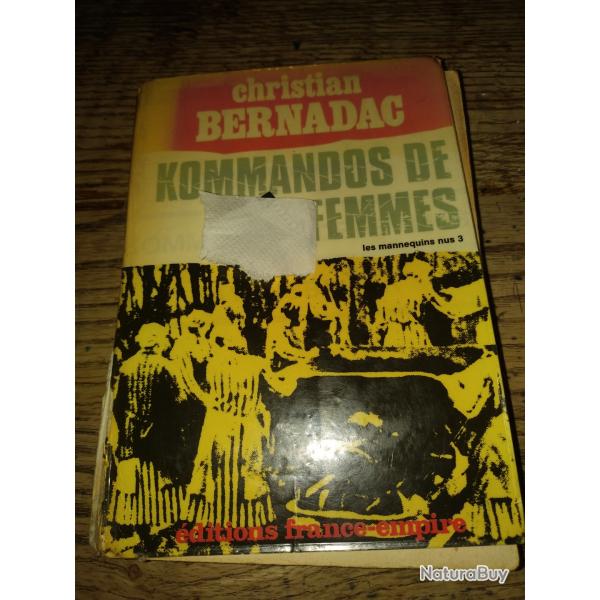 christian
BERNADAC
KOMMANDOS DE
FEMMES
les mannequins nus 3
éditions france-empire
NaturaBuy